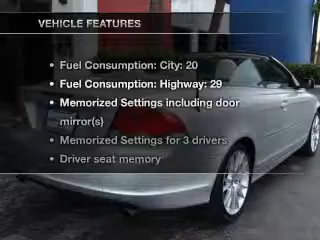 VEHICLE FEATURES
• Fuel Consumption: City: 20
• Fuel Consumption: Highway: 29
• Memorized Settings including door
mirror(s)
• Memorized Settings for 3 drivers
• Driver seat memory